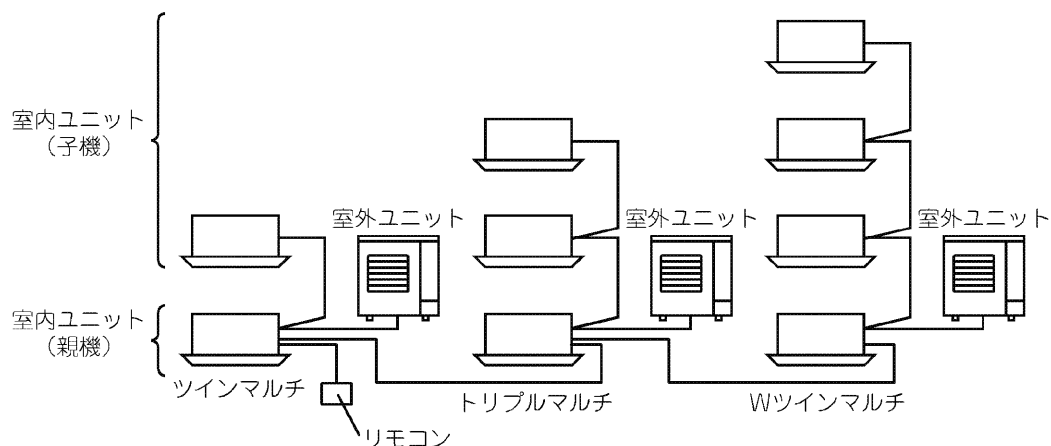 室内ユニット
（子機）
室外ユニット
室外ユニット
室外ユニット
室内ユニット
（親機）
ツインマルチ
トリプルマルチ
Wツインマルチ
リモコン